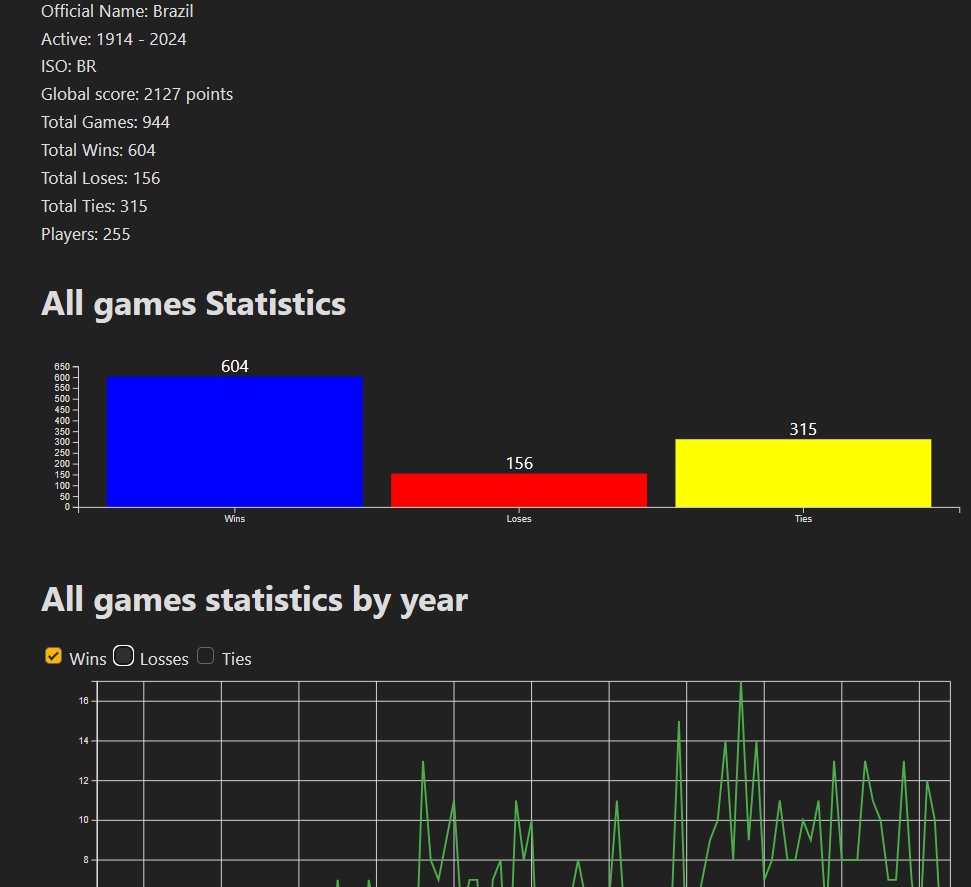 Official Name: Brazil
Active: 1914 - 2024
ISO: BR
Global score: 2127 points
Total Games: 944
Total Wins: 604
Total Loses: 156
Total Ties: 315
Players: 255
All games Statistics
604
156
315
650
600
550
500
450
400
350
300
250
200
150
100
50
0
Wins Loses Ties
All games statistics by year
Wins Losses Ties
16
14
12
10
8